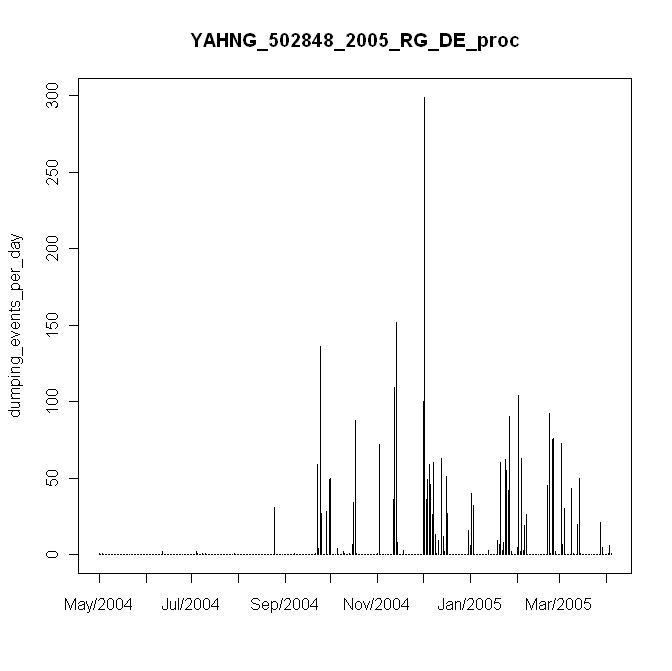 YAHNG_502848_2005_RG_DE_proc
dumping_events_per_day
300
250
200
150
100
50
0
May/2004 Jul/2004 Sep/2004 Nov/2004 Jan/2005 Mar/2005